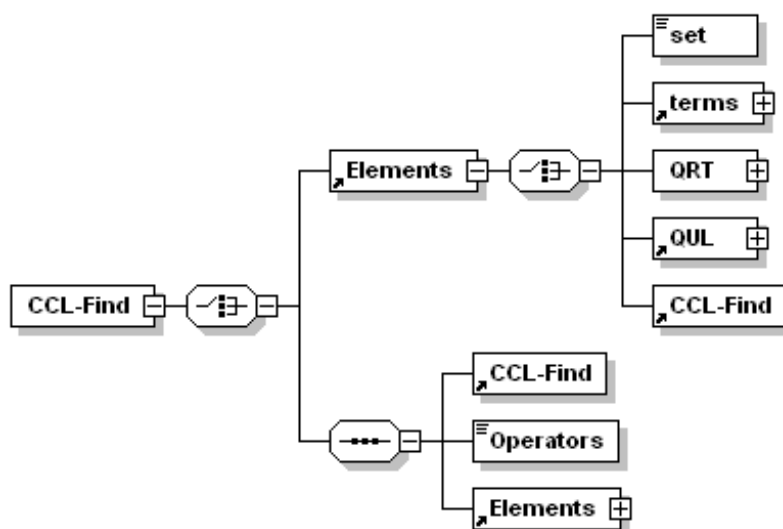 set
terms
Elements
QRT
QUL
CCL-Find
CCL-Find
CCL-Find
Operators
Elements